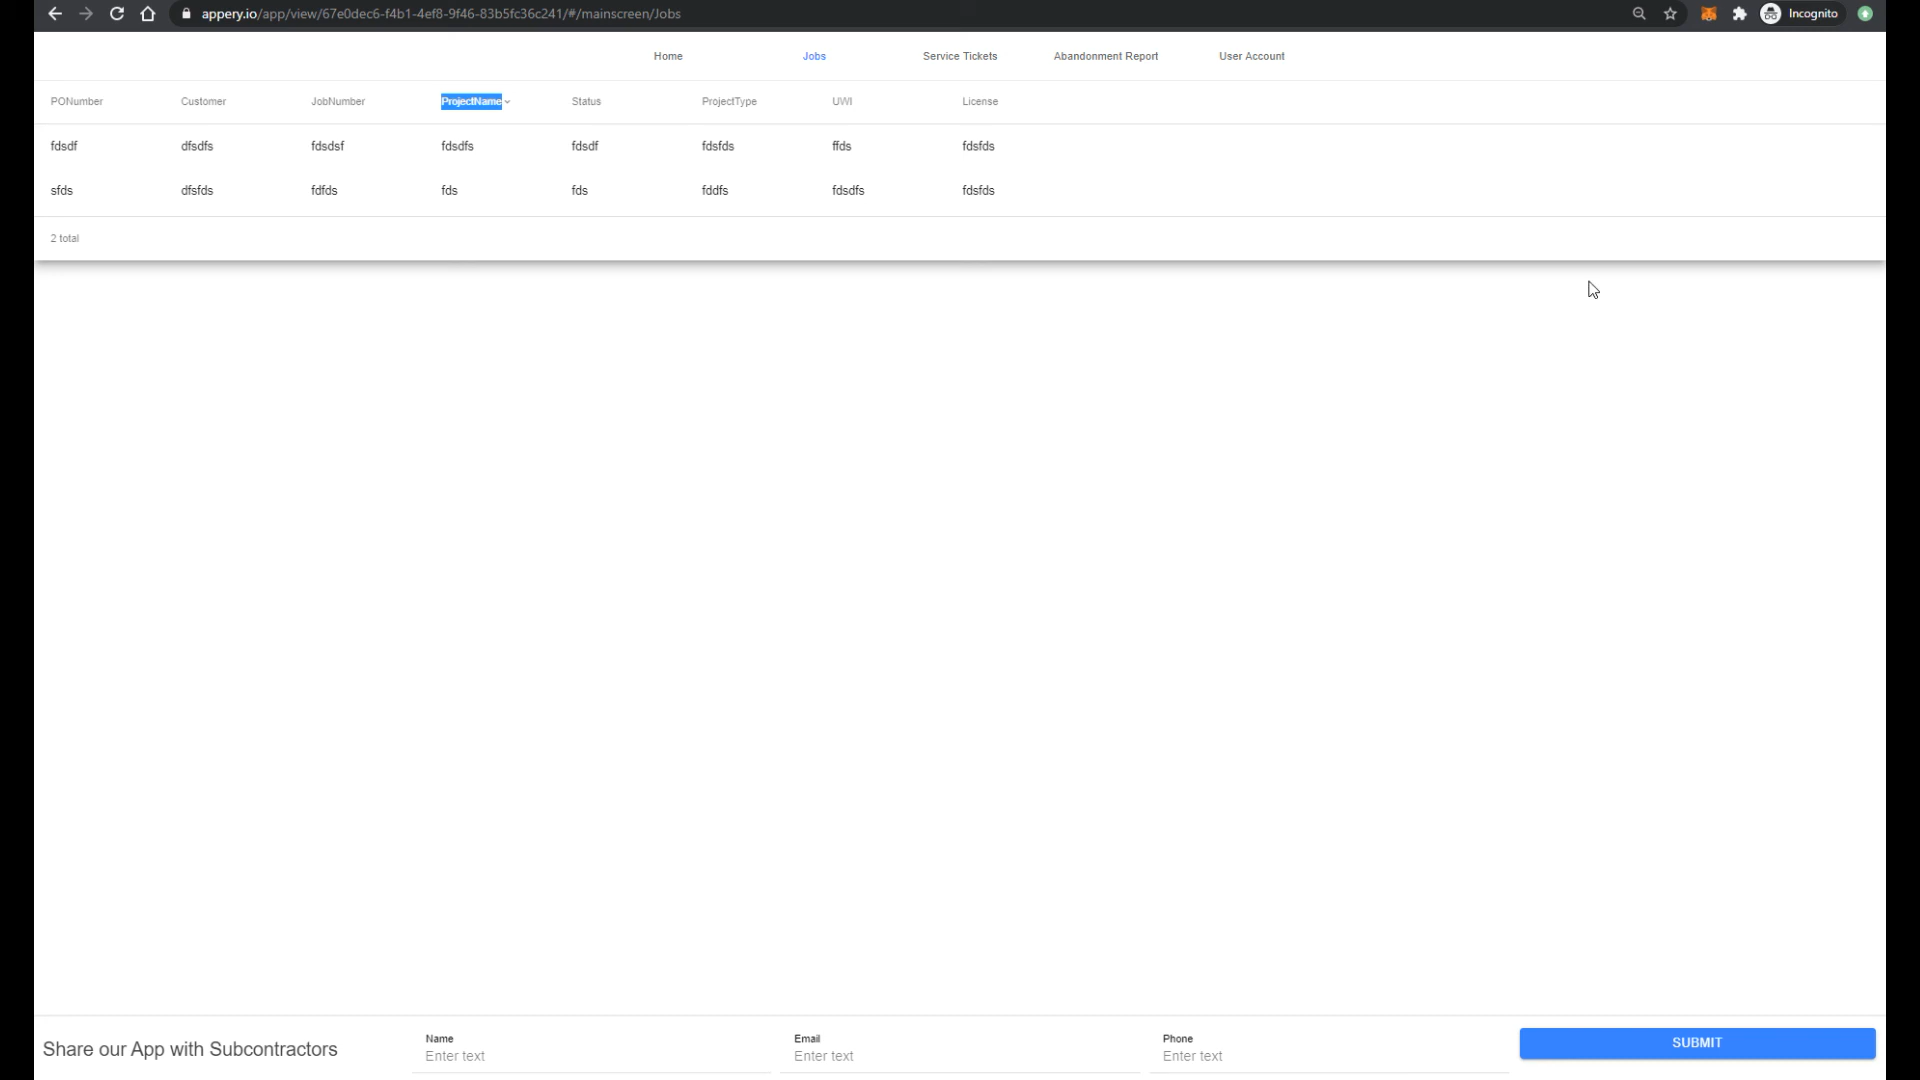 appery.io/app/view/67e0dec6-f4b1-4ef8-9f46-83b5fc36c241/#/mainscreen/Jobs Incognito
Home Jobs Service Tickets Abandonment Report User Account
PONumber Customer JobNumber ProjectName Status ProjectType UWI License
fdsdf dfsdfs fdsdsf fdsdfs fdsdf fdsfds ffds fdsfds
sfds dfsfds fdfds fds fds fddfs fdsdfs fdsfds
2 total
Share our App with Subcontractors
Name
Enter text
Email
Enter text
Phone
Enter text
SUBMIT